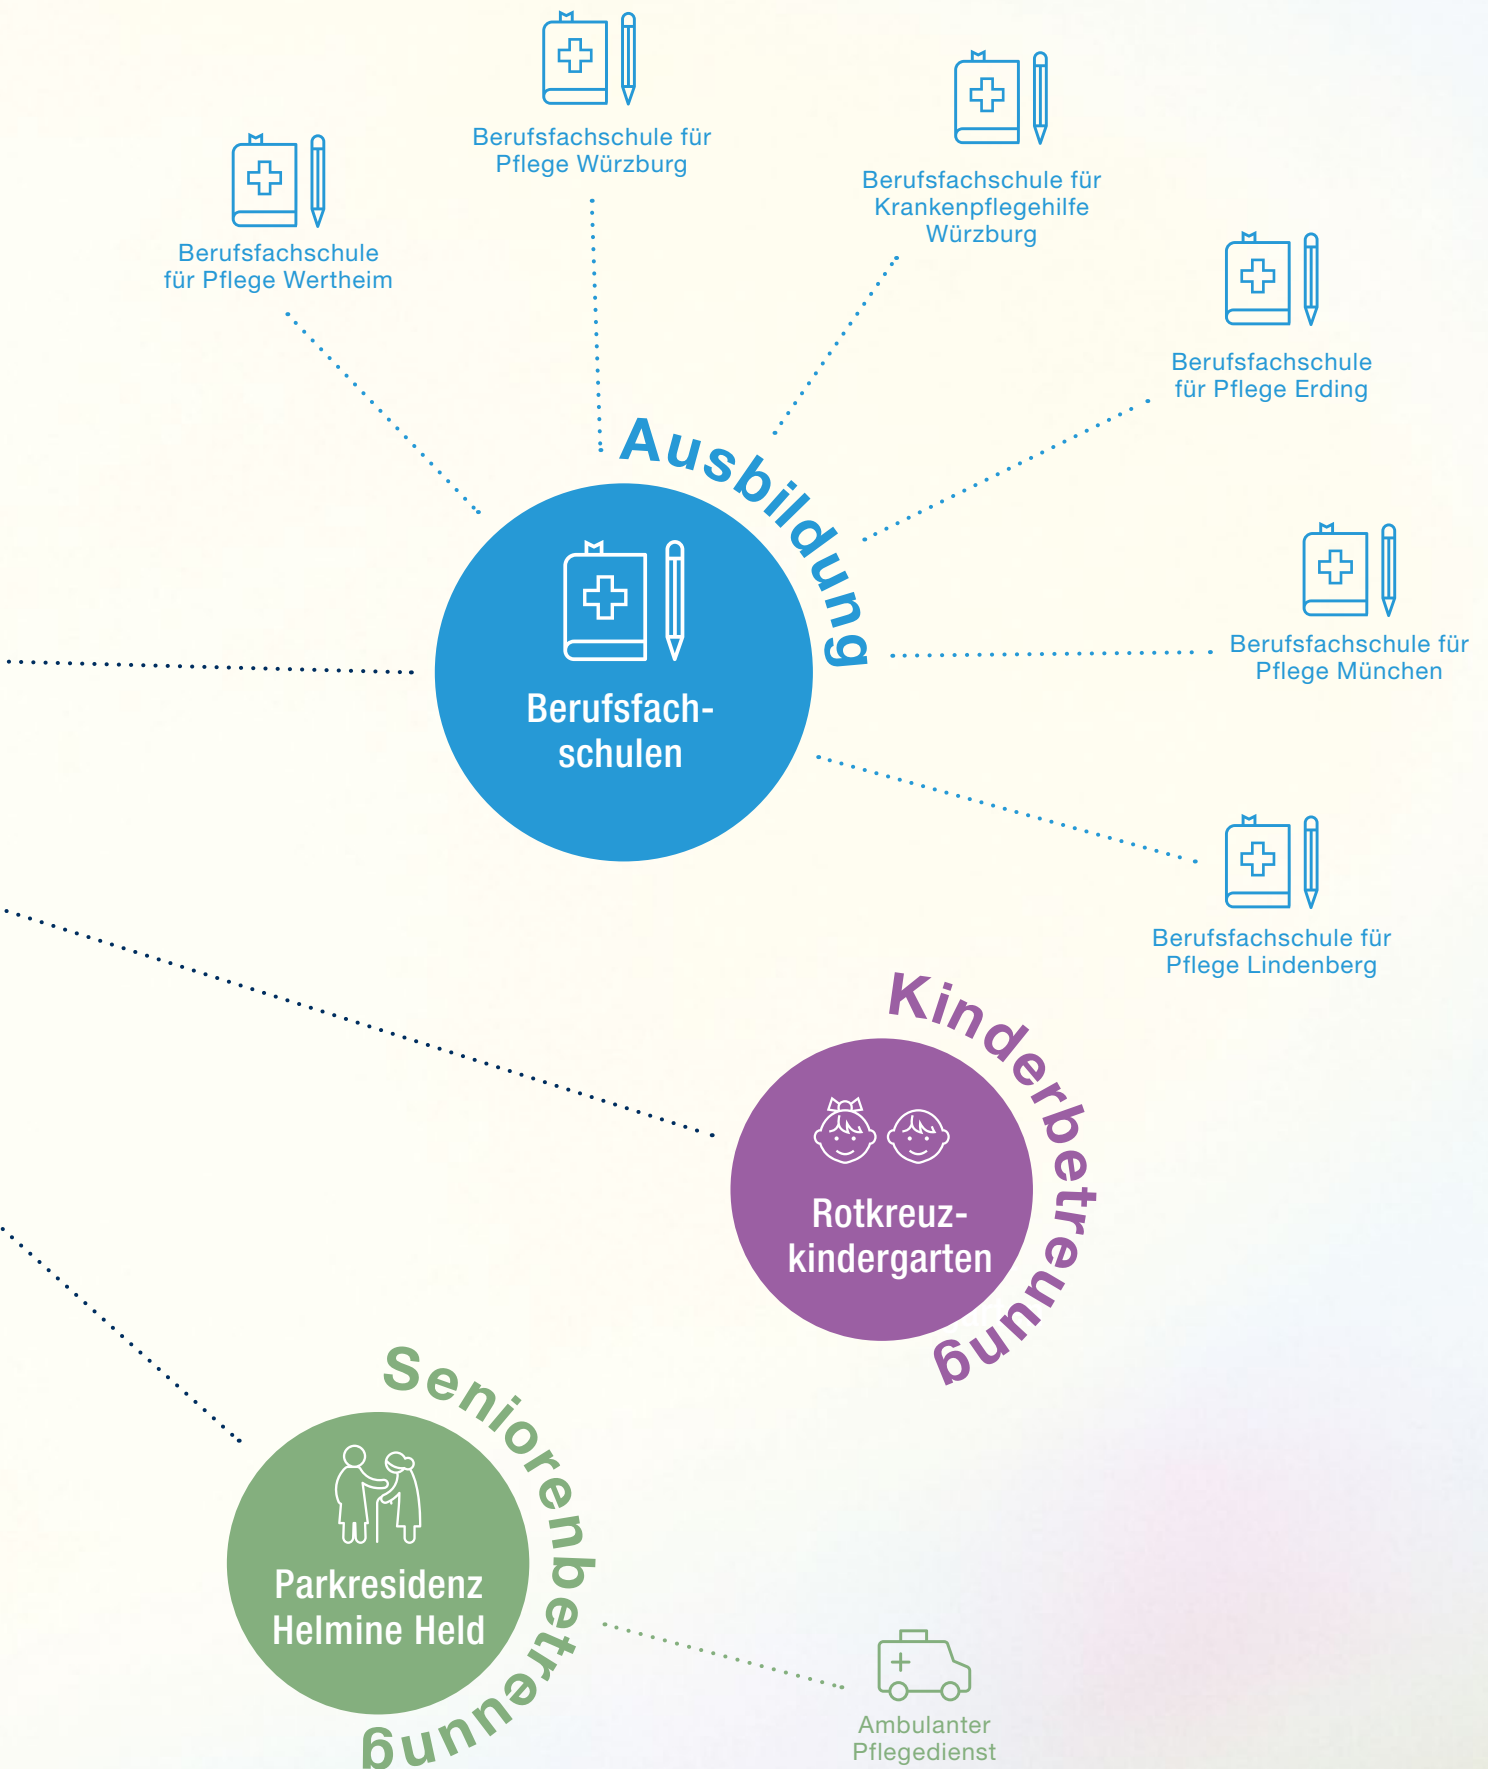 Berufsfachschule für
Pflege Würzburg
Berufsfachschule für
Krankenpflegehilfe
Würzburg
Berufsfachschule
für Pflege Wertheim
Berufsfachschule
für Pflege Erding
Ausbildung
Berufsfach-
schulen
Berufsfachschule für
Pflege München
Berufsfachschule für
Pflege Lindenberg
Kinderbetreuung
Rotkreuz-
kindergarten
Seniorenbetreuung
Parkresidenz
Helmine Held
Ambulanter
Pflegedienst